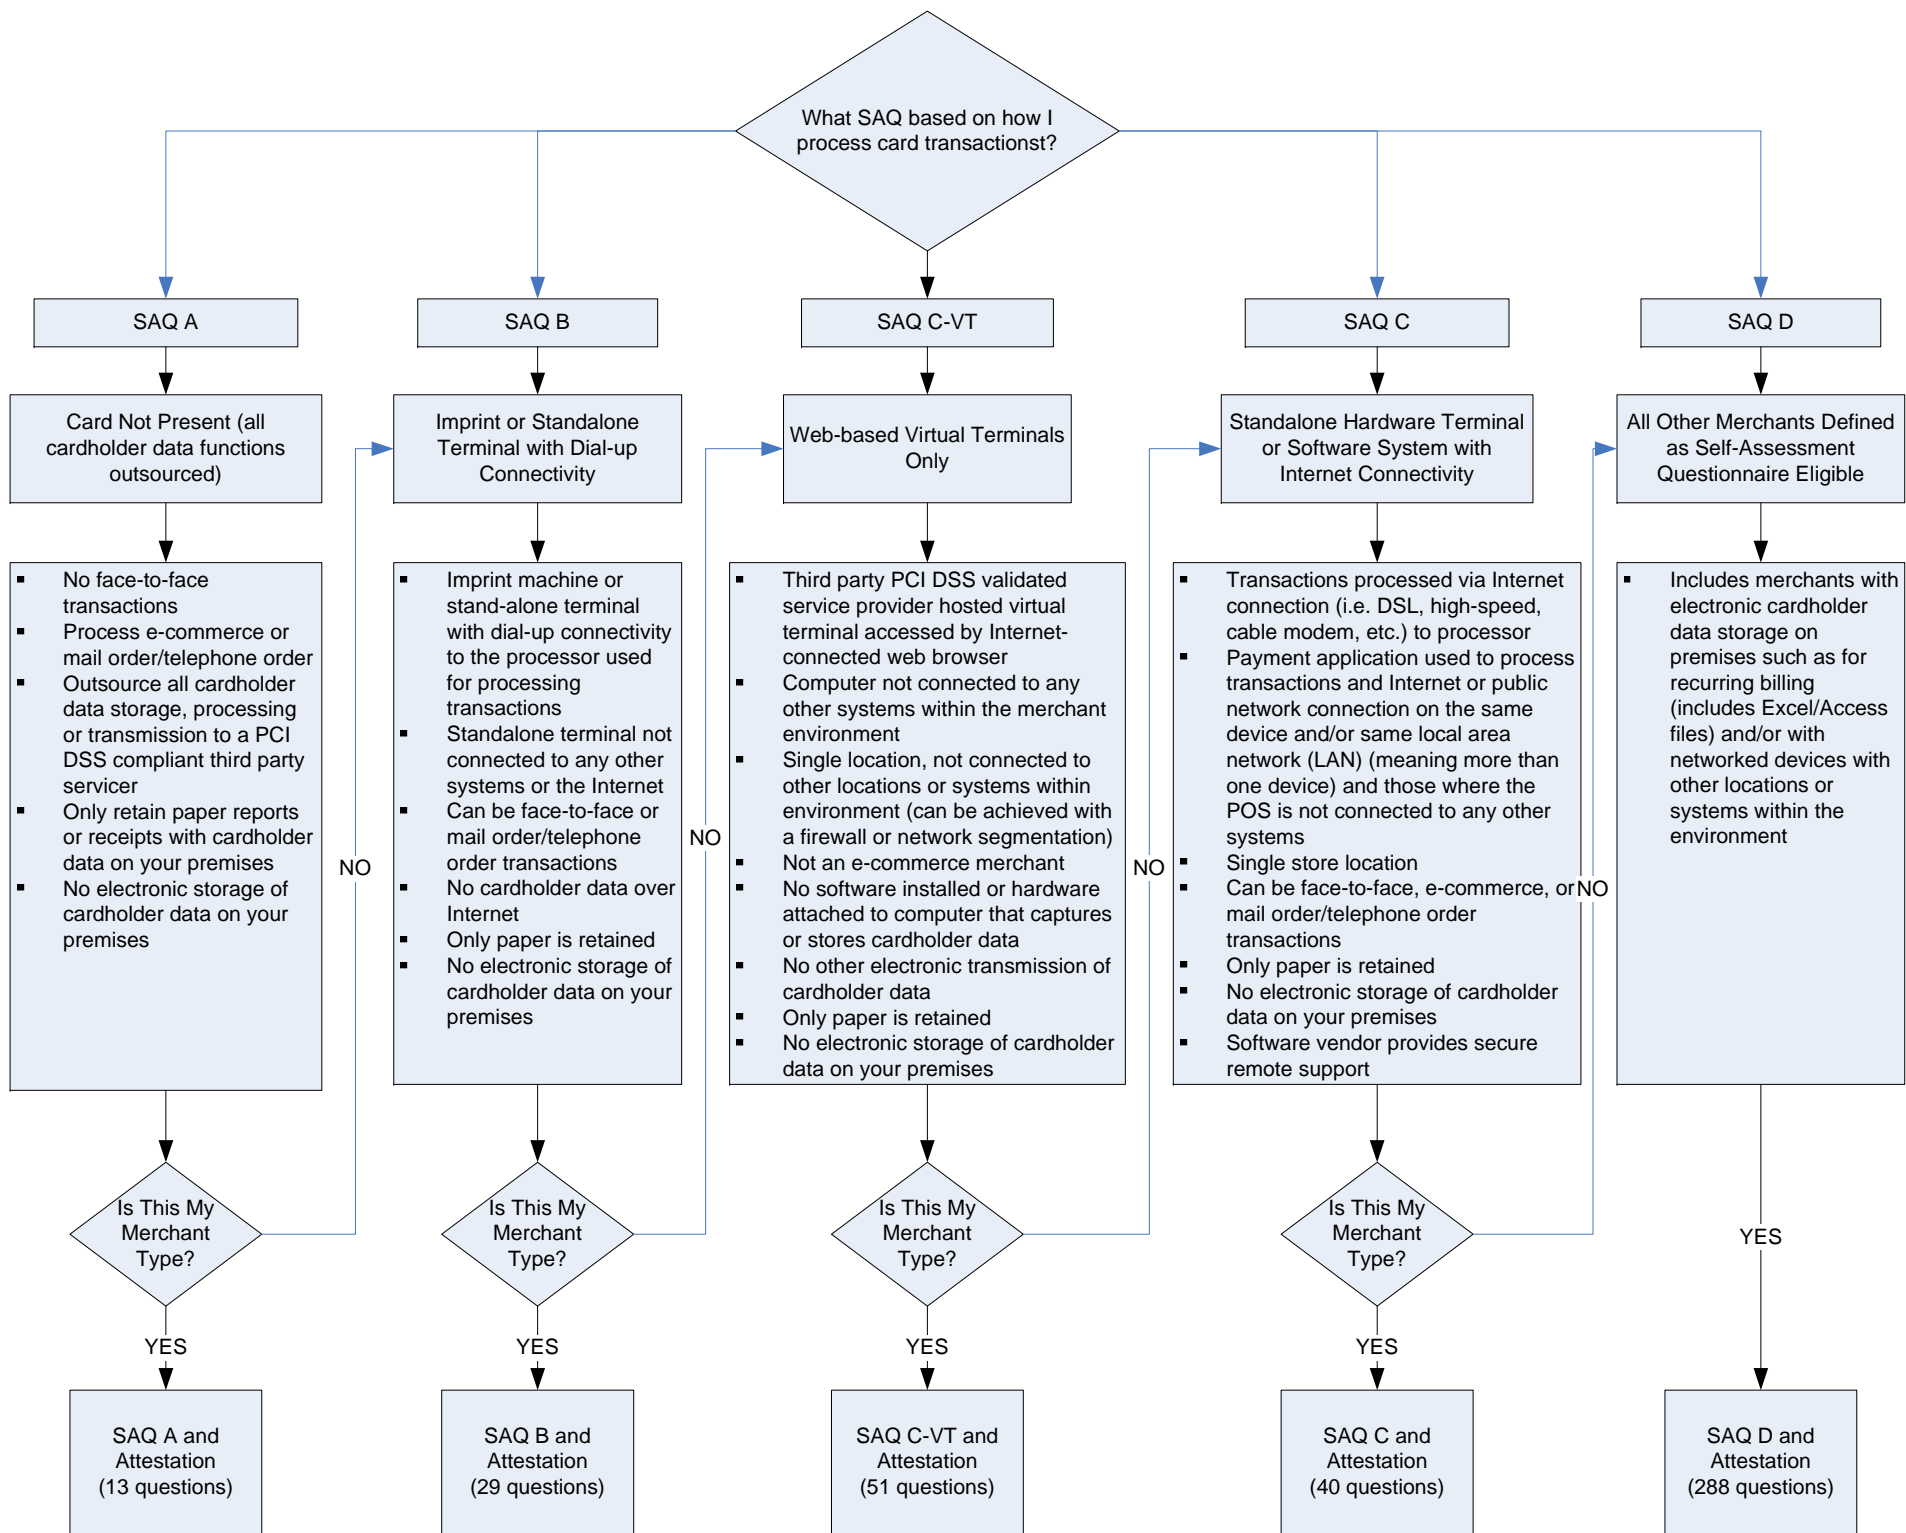 What SAQ based on how I
process card transactionst?
SAQ A
SAQ B
SAQ C-VT
SAQ C
SAQ D
Card Not Present (all
cardholder data functions
outsourced)
Imprint or Standalone
Terminal with Dial-up
Connectivity
Web-based Virtual Terminals
Only
Standalone Hardware Terminal
or Software System with
Internet Connectivity
All Other Merchants Defined
as Self-Assessment
Questionnaire Eligible
▪ No face-to-face
transactions
▪ Process e-commerce or
mail order/telephone order
▪ Outsource all cardholder
data storage, processing
or transmission to a PCI
DSS compliant third party
servicer
▪ Only retain paper reports
or receipts with cardholder
data on your premises
▪ No electronic storage of
cardholder data on your
premises
NO
▪ Imprint machine or
stand-alone terminal
with dial-up connectivity
to the processor used
for processing
transactions
▪ Standalone terminal not
connected to any other
systems or the Internet
▪ Can be face-to-face or
mail order/telephone
order transactions
▪ No cardholder data over
Internet
▪ Only paper is retained
▪ No electronic storage of
cardholder data on your
premises
NO
▪ Third party PCI DSS validated
service provider hosted virtual
terminal accessed by Internet-
connected web browser
▪ Computer not connected to any
other systems within the merchant
environment
▪ Single location, not connected to
other locations or systems within
environment (can be achieved with
a firewall or network segmentation)
▪ Not an e-commerce merchant
▪ No software installed or hardware
attached to computer that captures
or stores cardholder data
▪ No other electronic transmission of
cardholder data
▪ Only paper is retained
▪ No electronic storage of cardholder
data on your premises
NO
▪ Transactions processed via Internet
connection (i.e. DSL, high-speed,
cable modem, etc.) to processor
▪ Payment application used to process
transactions and Internet or public
network connection on the same
device and/or same local area
network (LAN) (meaning more than
one device) and those where the
POS is not connected to any other
systems
▪ Single store location
▪ Can be face-to-face, e-commerce, or
mail order/telephone order
transactions
▪ Only paper is retained
▪ No electronic storage of cardholder
data on your premises
▪ Software vendor provides secure
remote support
NO
▪ Includes merchants with
electronic cardholder
data storage on
premises such as for
recurring billing
(includes Excel/Access
files) and/or with
networked devices with
other locations or
systems within the
environment
Is This My
Merchant
Type?
Is This My
Merchant
Type?
Is This My
Merchant
Type?
Is This My
Merchant
Type?
YES
YES
YES
YES
YES
SAQ A and
Attestation
(13 questions)
SAQ B and
Attestation
(29 questions)
SAQ C-VT and
Attestation
(51 questions)
SAQ C and
Attestation
(40 questions)
SAQ D and
Attestation
(288 questions)